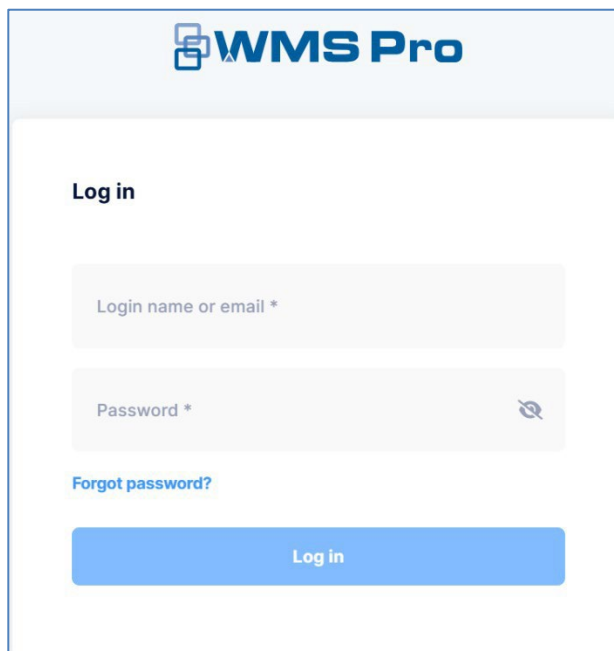 WMS Pro
Log in
Login name or email *
Password *
Forgot password?
Log in